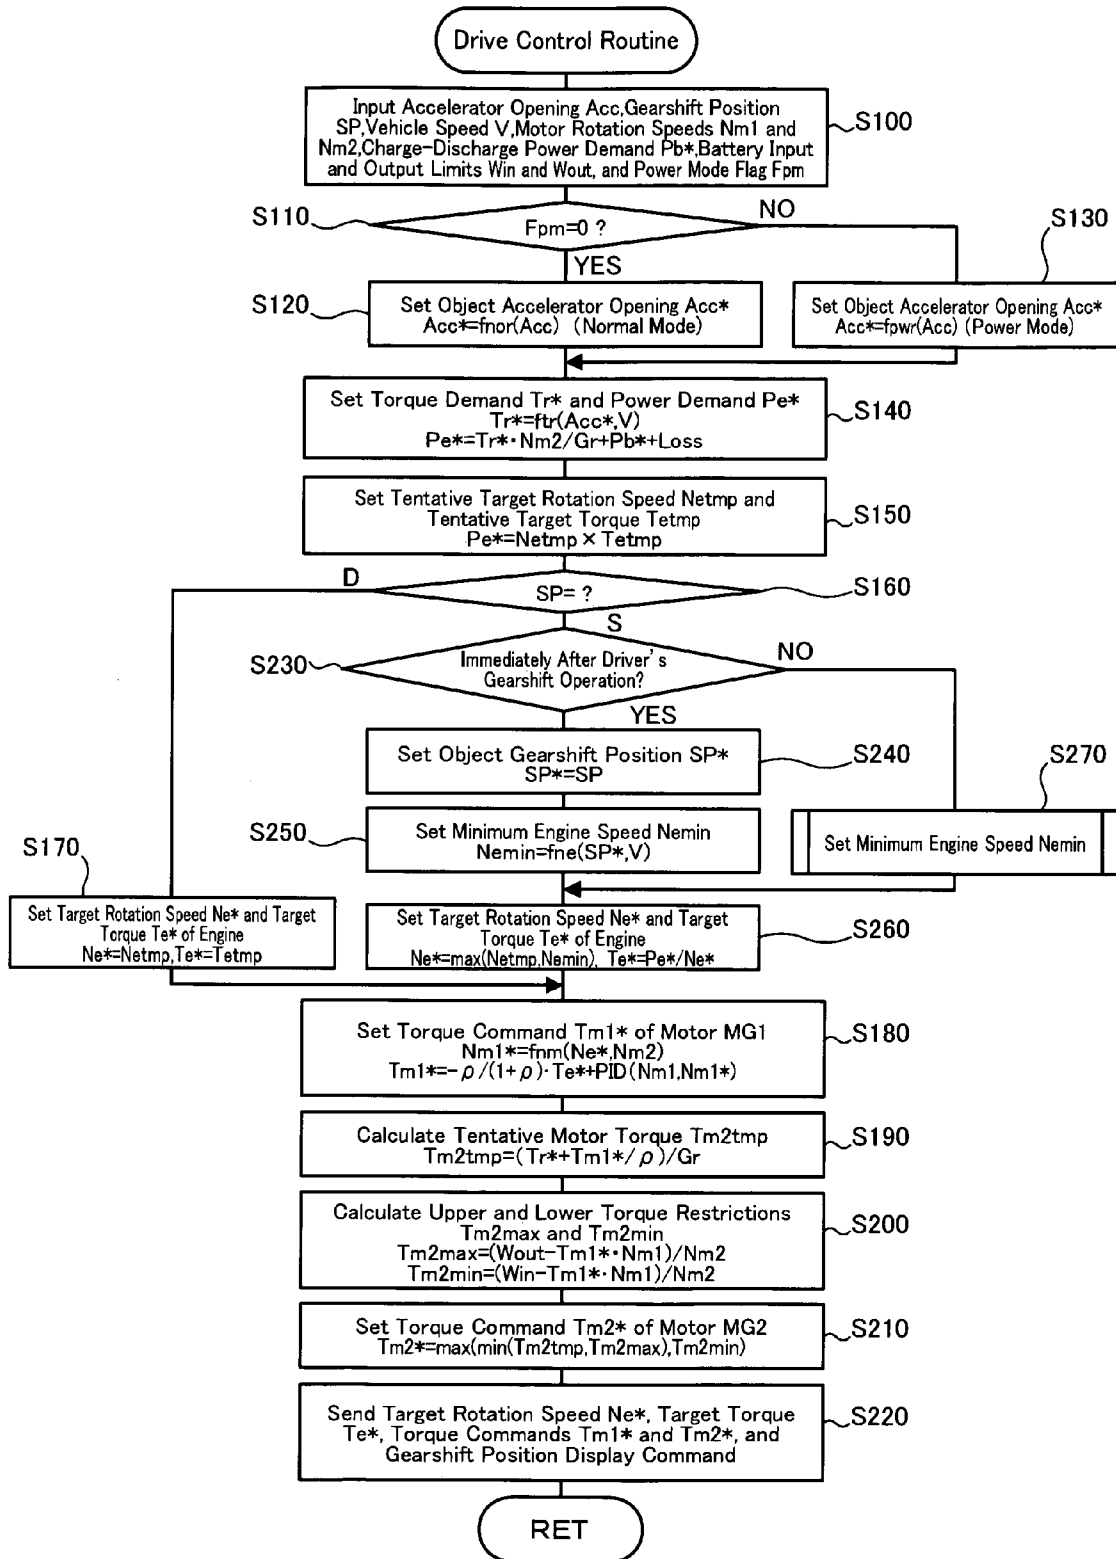 Drive Control Routine
Input Accelerator Opening Acc,Gearshift Position
SP,Vehicle Speed V,Motor Rotation Speeds Nm1 and
Nm2,Charge-Discharge Power Demand Pb*,Battery Input
and Output Limits Win and Wout, and Power Mode Flag Fpm
S100
S110
Fpm=0 ?
NO
YES
S130
S120
Set Object Accelerator Opening Acc*
Acc*=fnor(Acc) (Normal Mode)
Set Object Accelerator Opening Acc*
Acc*=fpwr(Acc) (Power Mode)
Set Torque Demand Tr* and Power Demand Pe*
Tr*=ftr(Acc*,V)
Pe*=Tr*·Nm2/Gr+Pb*+Loss
S140
Set Tentative Target Rotation Speed Netmp and
Tentative Target Torque Tetmp
Pe*=Netmp × Tetmp
S150
D
SP= ?
S160
S
S230
Immediately After Driver's
Gearshift Operation?
NO
YES
Set Object Gearshift Position SP*
SP*=SP
S240
S270
S250
Set Minimum Engine Speed Nemin
Nemin=fne(SP*,V)
Set Minimum Engine Speed Nemin
S170
Set Target Rotation Speed Ne* and Target
Torque Te* of Engine
Ne*=Netmp,Te*=Tetmp
Set Target Rotation Speed Ne* and Target
Torque Te* of Engine
Ne*=max(Netmp,Nemin), Te*=Pe*/Ne*
S260
Set Torque Command Tm1* of Motor MG1
Nm1*=fnm(Ne*,Nm2)
Tm1*=-ρ/(1+ρ)·Te*+PID(Nm1,Nm1*)
S180
Calculate Tentative Motor Torque Tm2tmp
Tm2tmp=(Tr*+Tm1*/ρ)/Gr
S190
Calculate Upper and Lower Torque Restrictions
Tm2max and Tm2min
Tm2max=(Wout-Tm1*·Nm1)/Nm2
Tm2min=(Win-Tm1*·Nm1)/Nm2
S200
Set Torque Command Tm2* of Motor MG2
Tm2*=max(min(Tm2tmp,Tm2max),Tm2min)
S210
Send Target Rotation Speed Ne*, Target Torque
Te*, Torque Commands Tm1* and Tm2*, and
Gearshift Position Display Command
S220
RET